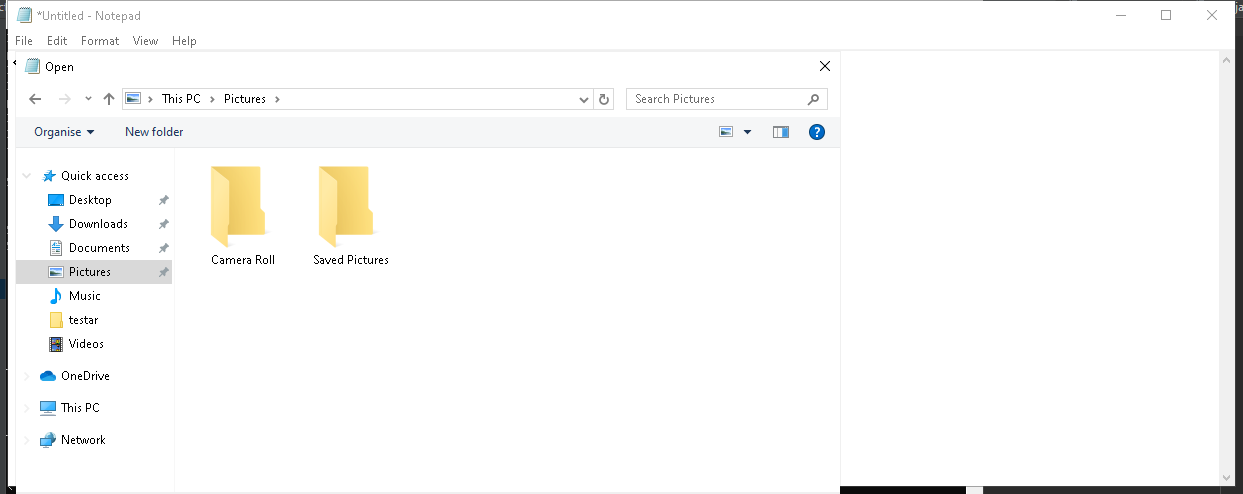 *Untitled - Notepad
File Edit Format View Help
Open
This PC Pictures
Search Pictures
Organise New folder
?
Quick access
Desktop
Downloads
Documents
Pictures
Music
testar
Videos
OneDrive
This PC
Network
Camera Roll
Saved Pictures